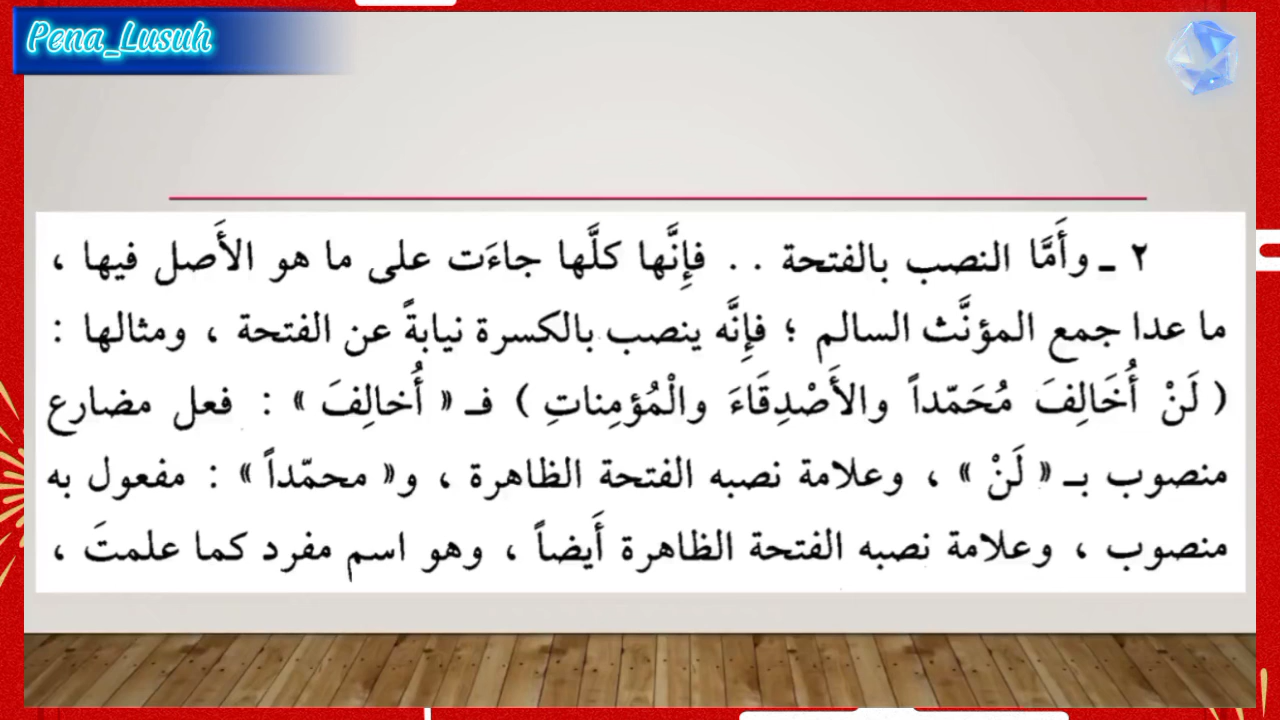 Pena_Lusuh
٢ ـ وأَمَّا النصب بالفتحة . . فإِنَّها كلَّها جاءَت على ما هو الأَصل فيها ،
ما عدا جمع المؤنَّث السالم ؛ فإِنَّه ينصب بالكسرة نيابةً عن الفتحة ، ومثالها :
( لَنْ أُخَالِفَ مُحَمّداً والأَصْدِقَاءَ والْمُؤمِناتِ ) فـ « أُخالِفَ » : فعل مضارع
منصوب بـ « لَنْ » ، وعلامة نصبه الفتحة الظاهرة ، و« محمّداً » : مفعول به
منصوب ، وعلامة نصبه الفتحة الظاهرة أَيضاً ، وهو اسم مفرد كما علمتَ ،